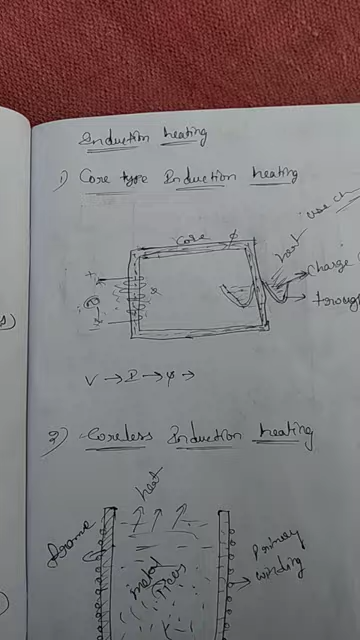 Induction heating
1) Core type Induction heating
Core φ
heat
charge
trough
+
V → I → φ →
2) Coreless Induction heating
heat
frame
metal
Pices
Primary
winding